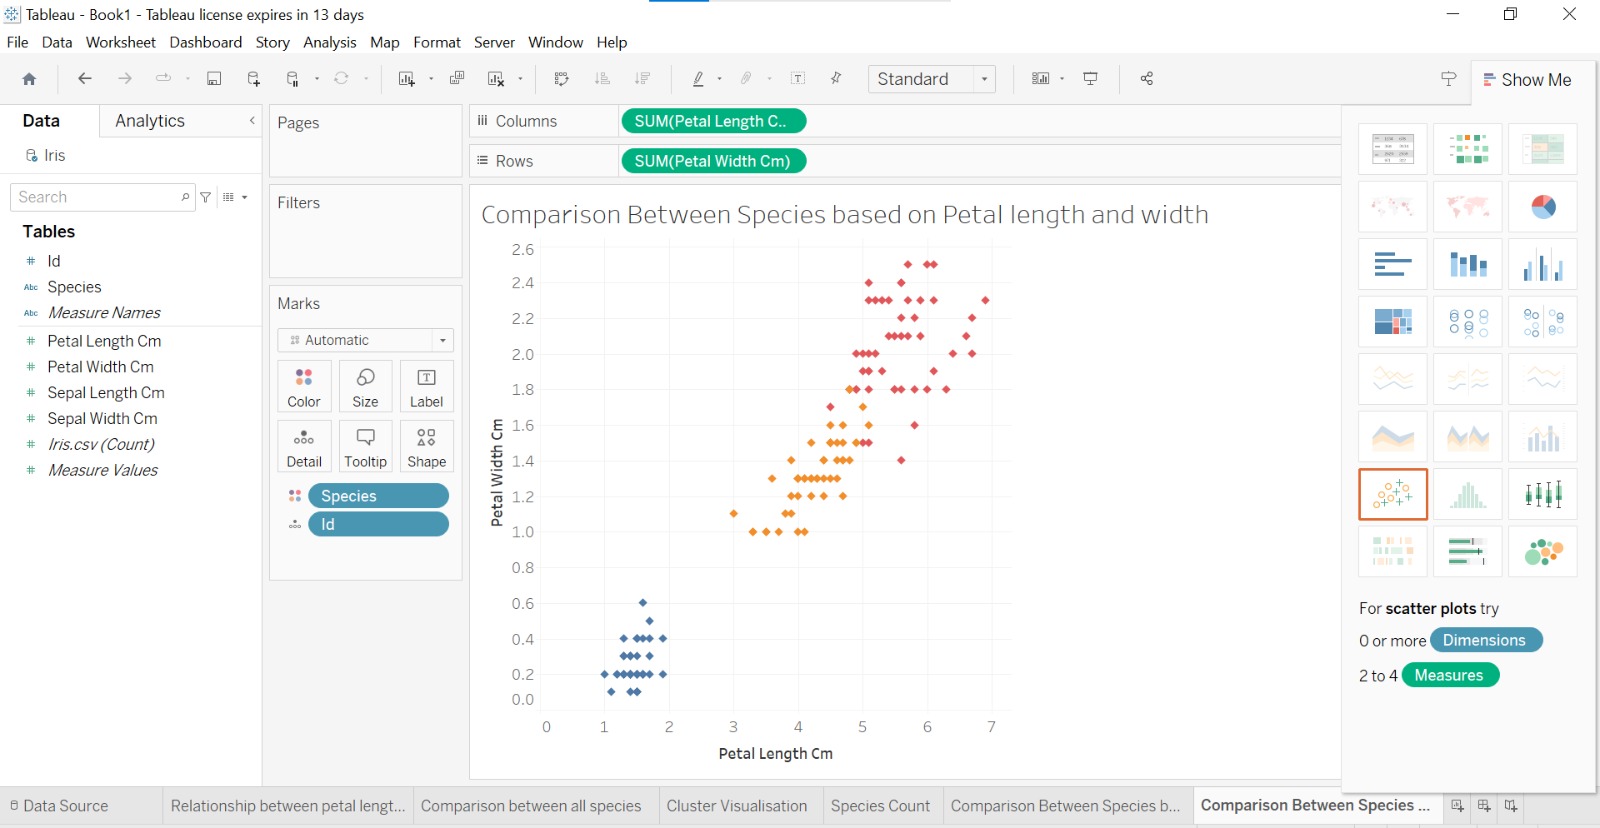 Tableau - Book1 - Tableau license expires in 13 days
File Data Worksheet Dashboard Story Analysis Map Format Server Window Help
Standard
Show Me
Data Analytics
Iris
Search
Tables
Id
Abc Species
Abc Measure Names
Petal Length Cm
Petal Width Cm
Sepal Length Cm
Sepal Width Cm
Iris.csv (Count)
Measure Values
Pages
Filters
Marks
Automatic
Color Size Label
Detail Tooltip Shape
Species
Id
Columns SUM(Petal Length C..
Rows SUM(Petal Width Cm)
Comparison Between Species based on Petal length and width
2.6
2.4
2.2
2.0
1.8
1.6
1.4
1.2
1.0
0.8
0.6
0.4
0.2
0.0
Petal Width Cm
0 1 2 3 4 5 6 7
Petal Length Cm
For scatter plots try
0 or more Dimensions
2 to 4 Measures
Data Source Relationship between petal lengt... Comparison between all species Cluster Visualisation Species Count Comparison Between Species b... Comparison Between Species ...